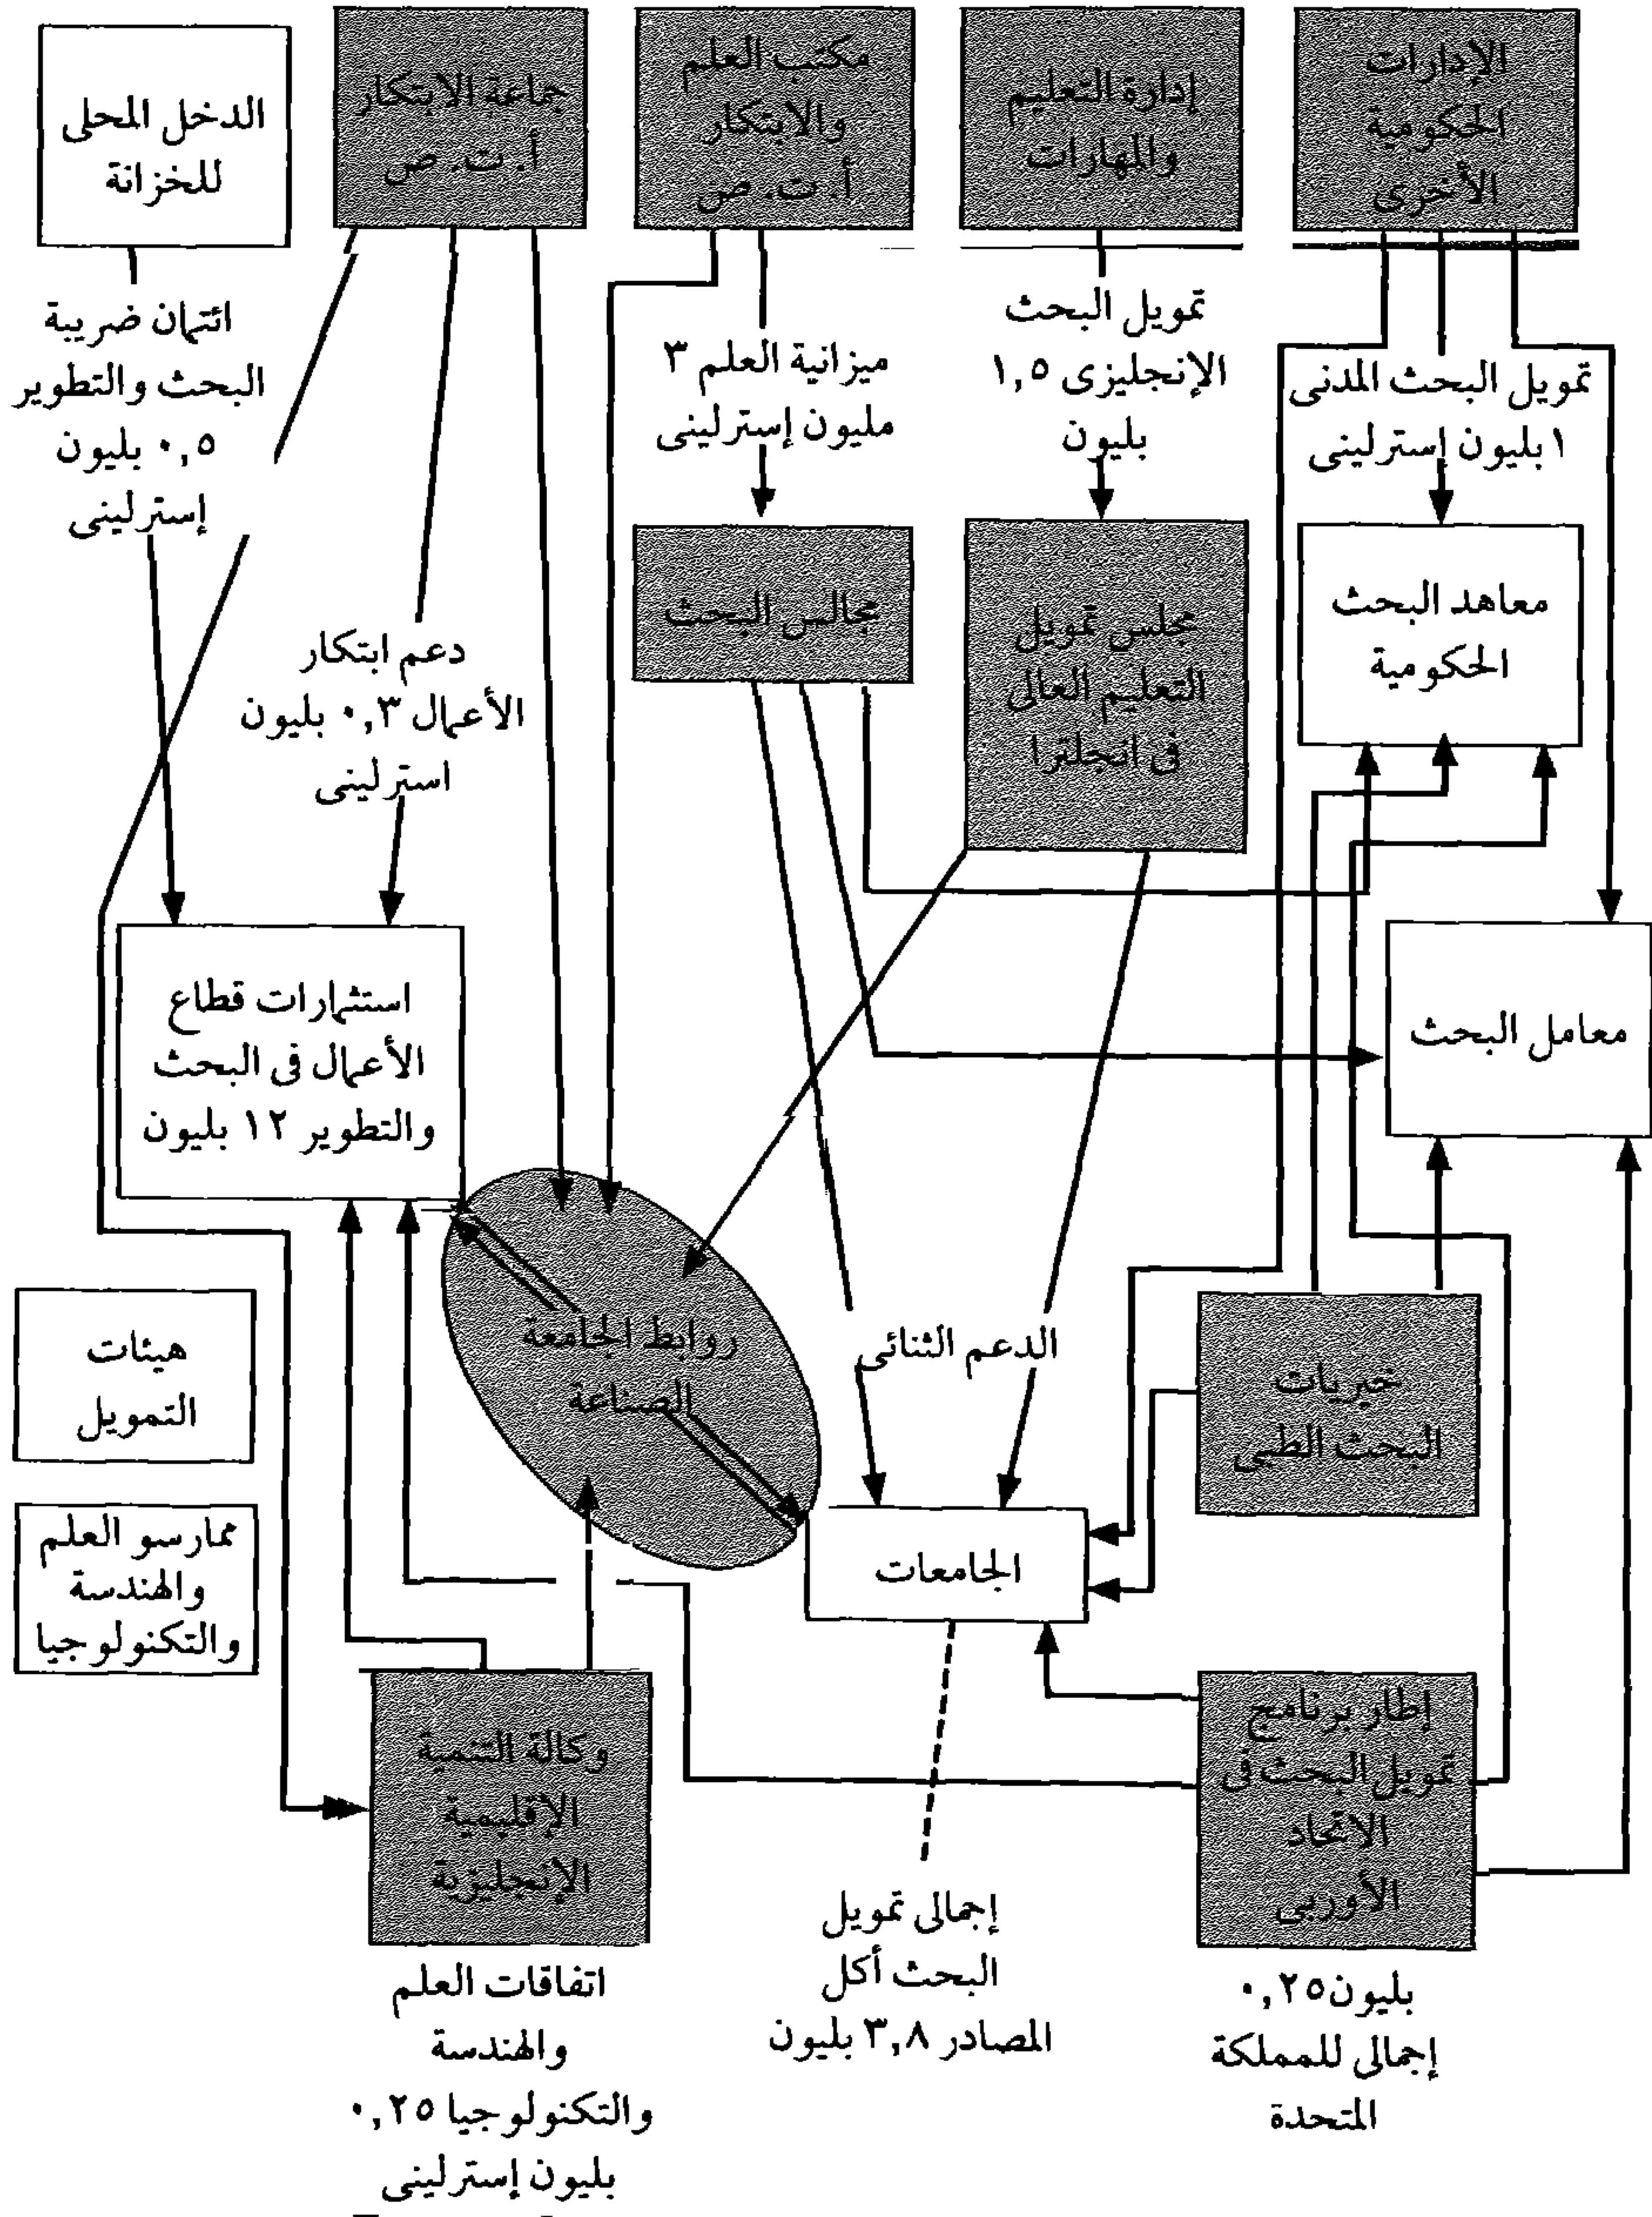 الإدارات
الحكومية
الأخرى
إدارة التعليم
والمهارات
مكتب العلم
والابتكار
أ. ت. ص
جماعة الابتكار
أ. ت. ص
الدخل المحلى
للخزانة
تمويل البحث المدنى
١ بليون إسترلينى
تمويل البحث
الإنجليزى ١,٥
بليون
ميزانية العلم ٣
مليون إسترلينى
ائتمان ضريبة
البحث والتطوير
٠,٥ بليون
إسترلينى
معاهد البحث
الحكومية
مجلس تمويل
التعليم العالى
فى انجلترا
مجالس البحث
دعم ابتكار
الأعمال ٠,٣ بليون
استرلينى
معامل البحث
استثمارات قطاع
الأعمال فى البحث
والتطوير ١٢ بليون
روابط الجامعة
الصناعة
الدعم الثنائى
خيريات
البحث الطبى
هيئات
التمويل
الجامعات
ممارسو العلم
والهندسة
والتكنولوجيا
إطار برنامج
تمويل البحث فى
الاتحاد
الأوربى
وكالة التنمية
الإقليمية
الإنجليزية
بليون٠,٢٥
إجمالى للمملكة
المتحدة
إجمالى تمويل
البحث أكل
المصادر ٣,٨ بليون
اتفاقات العلم
والهندسة
والتكنولوجيا ٠,٢٥
بليون إسترلينى